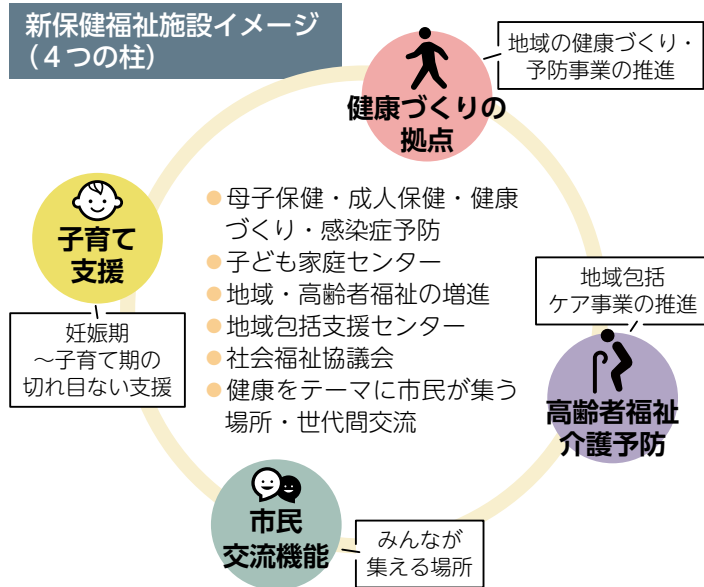 新保健福祉施設イメージ
(４つの柱)
地域の健康づくり・
予防事業の推進
健康づくりの
拠点
子育て
支援
妊娠期
～子育て期の
切れ目ない支援
●母子保健・成人保健・健康
づくり・感染症予防
●子ども家庭センター
●地域・高齢者福祉の増進
●地域包括支援センター
●社会福祉協議会
●健康をテーマに市民が集う
場所・世代間交流
地域包括
ケア事業の推進
高齢者福祉
介護予防
市民
交流機能
みんなが
集える場所